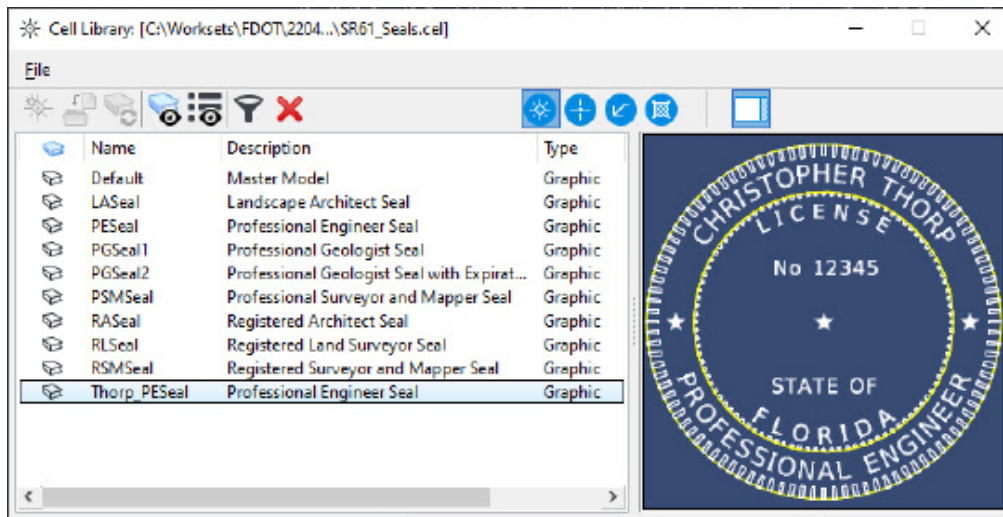 Cell Library: [C:\Worksets\FDOT\2204...\SR61_Seals.cel]
File
Name Description Type
Default Master Model Graphic
LASeal Landscape Architect Seal Graphic
PESeal Professional Engineer Seal Graphic
PGSeal1 Professional Geologist Seal Graphic
PGSeal2 Professional Geologist Seal with Expirat... Graphic
PSMSeal Professional Surveyor and Mapper Seal Graphic
RASeal Registered Architect Seal Graphic
RLSeal Registered Land Surveyor Seal Graphic
RSMSeal Registered Surveyor and Mapper Seal Graphic
Thorp_PESeal Professional Engineer Seal Graphic
CHRISTOPHER THORP
LICENSE
No 12345
STATE OF
FLORIDA
PROFESSIONAL ENGINEER